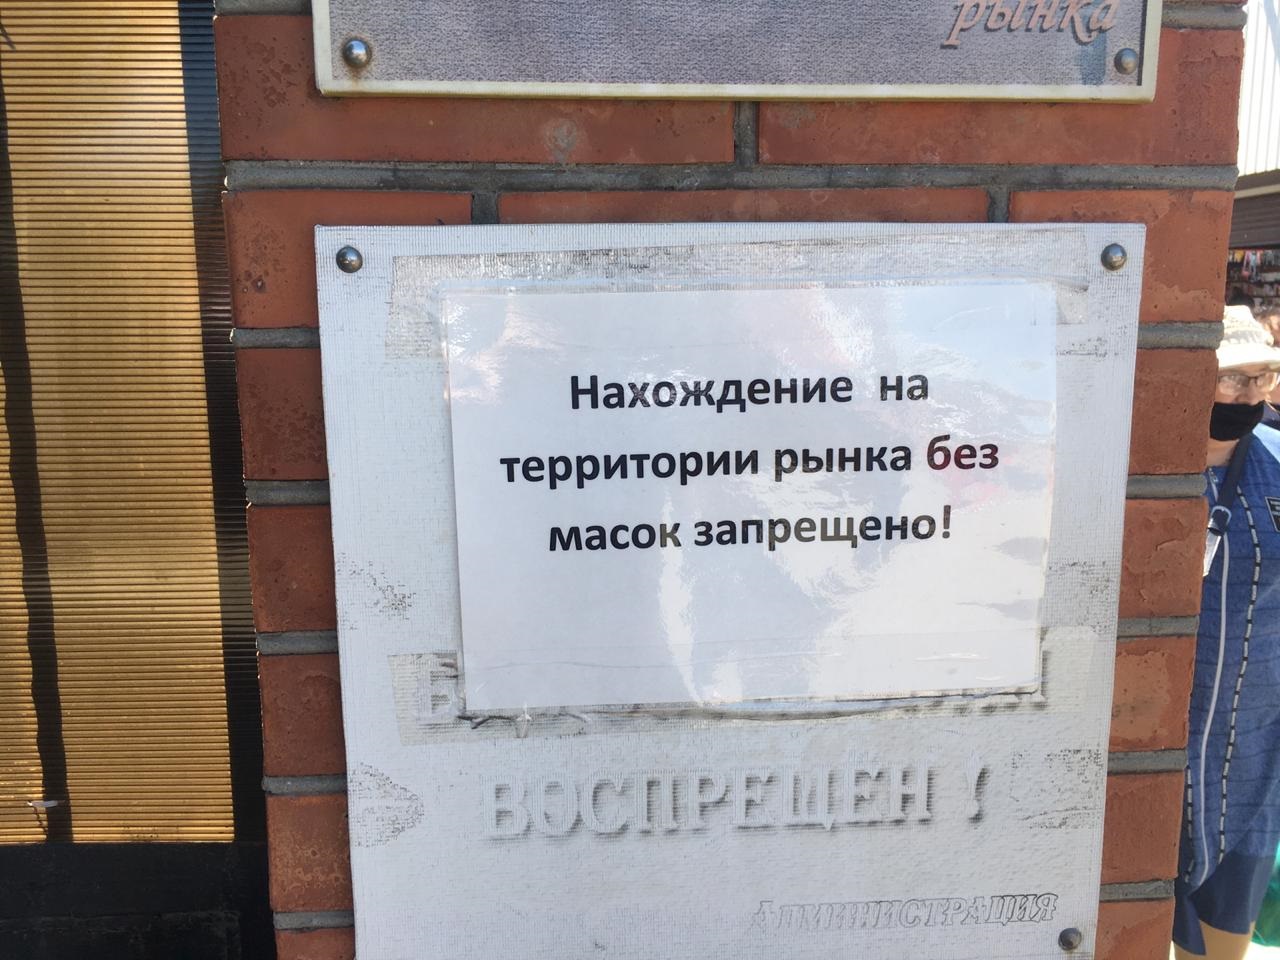 рынка
Нахождение на
территории рынка без
масок запрещено!
ВОСПРЕЩЁН !
Администрация